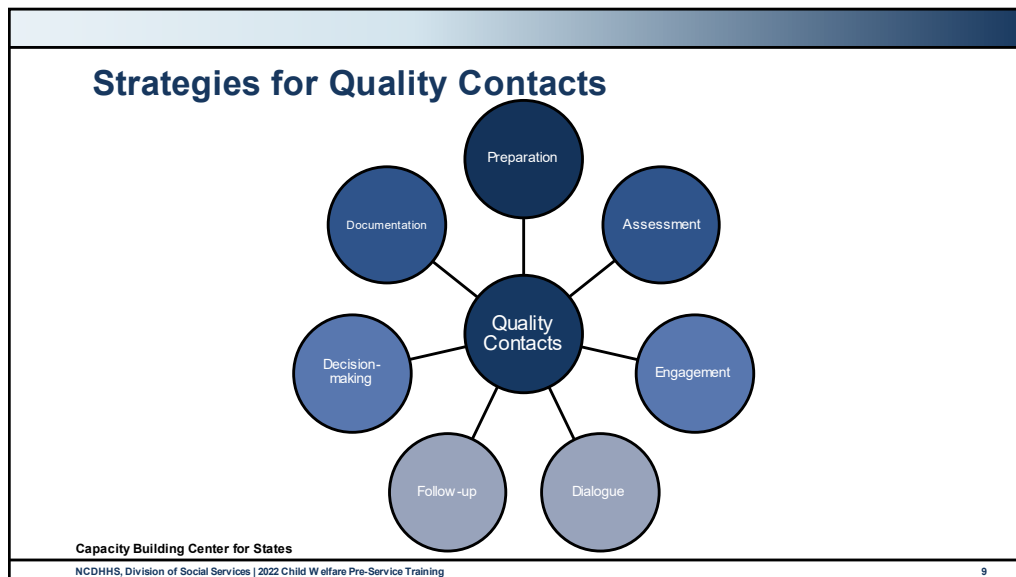 Strategies for Quality Contacts
Preparation
Assessment
Engagement
Dialogue
Follow-up
Decision-
making
Documentation
Quality
Contacts
Capacity Building Center for States
NCDHHS, Division of Social Services | 2022 Child Welfare Pre-Service Training
9